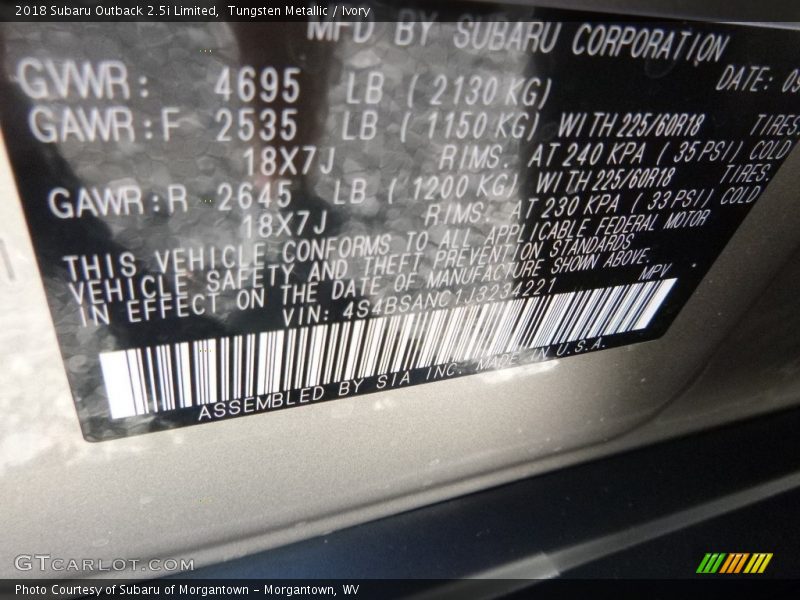 2018 Subaru Outback 2.5i Limited, Tungsten Metallic / Ivory
MFD BY SUBARU CORPORATION
GVWR: 4695 LB ( 2130 KG) DATE: 09
GAWR:F 2535 LB ( 1150 KG) WITH 225/60R18 TIRES
18X7J RIMS. AT 240 KPA ( 35 PSI) COLD
GAWR:R 2645 LB ( 1200 KG) WITH 225/60R18 TIRES.
18X7J RIMS. AT 230 KPA ( 33 PSI) COLD
THIS VEHICLE CONFORMS TO ALL APPLICABLE FEDERAL MOTOR
VEHICLE SAFETY AND THEFT PREVENTION STANDARDS
IN EFFECT ON THE DATE OF MANUFACTURE SHOWN ABOVE.
VIN: 4S4BSANC1J3234221 MPV
ASSEMBLED BY SIA INC. MADE IN U.S.A.
GTCARLOT.COM
Photo Courtesy of Subaru of Morgantown - Morgantown, WV